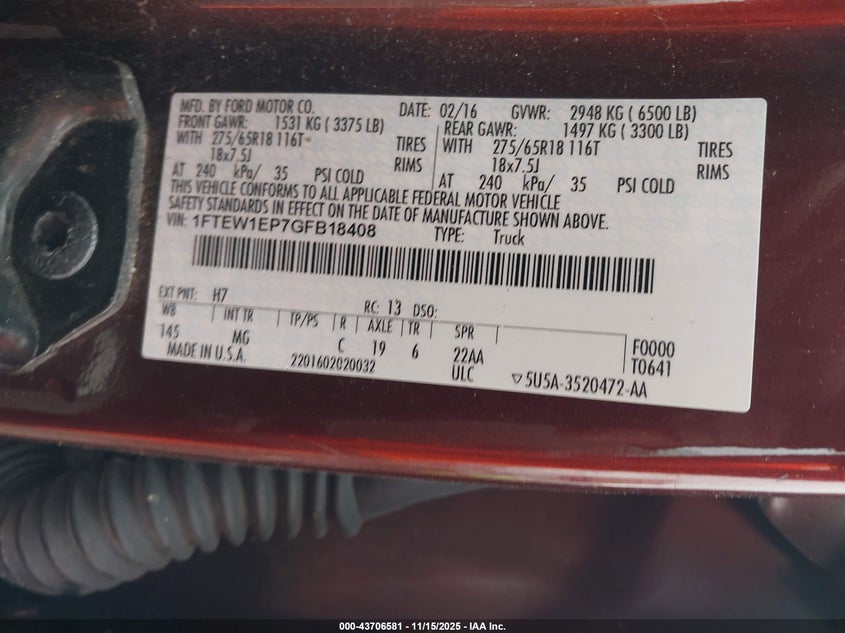 MFD. BY FORD MOTOR CO. DATE: 02/16 GVWR: 2948 KG ( 6500 LB)
FRONT GAWR: 1531 KG ( 3375 LB) REAR GAWR: 1497 KG ( 3300 LB)
WITH 275/65R18 116T TIRES WITH 275/65R18 116T TIRES
18x7.5J RIMS 18x7.5J RIMS
AT 240 kPa/ 35 PSI COLD AT 240 kPa/ 35 PSI COLD
THIS VEHICLE CONFORMS TO ALL APPLICABLE FEDERAL MOTOR VEHICLE
SAFETY STANDARDS IN EFFECT ON THE DATE OF MANUFACTURE SHOWN ABOVE.
VIN: 1FTEW1EP7GFB18408 TYPE: Truck
EXT PNT: H7 RC: 13 DSO:
WB INT TR TP/PS R AXLE TR SPR
145 MG C 19 6 22AA F0000
MADE IN U.S.A. 2201602020032 ULC ▽5U5A-3520472-AA T0641
000-43706581 - 11/15/2025 - IAA Inc.